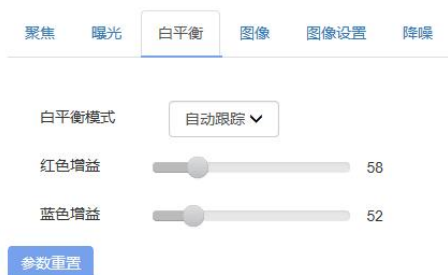 聚焦 曝光 白平衡 图像 图像设置 降噪
白平衡模式 自动跟踪
红色增益 58
蓝色增益 52
参数重置